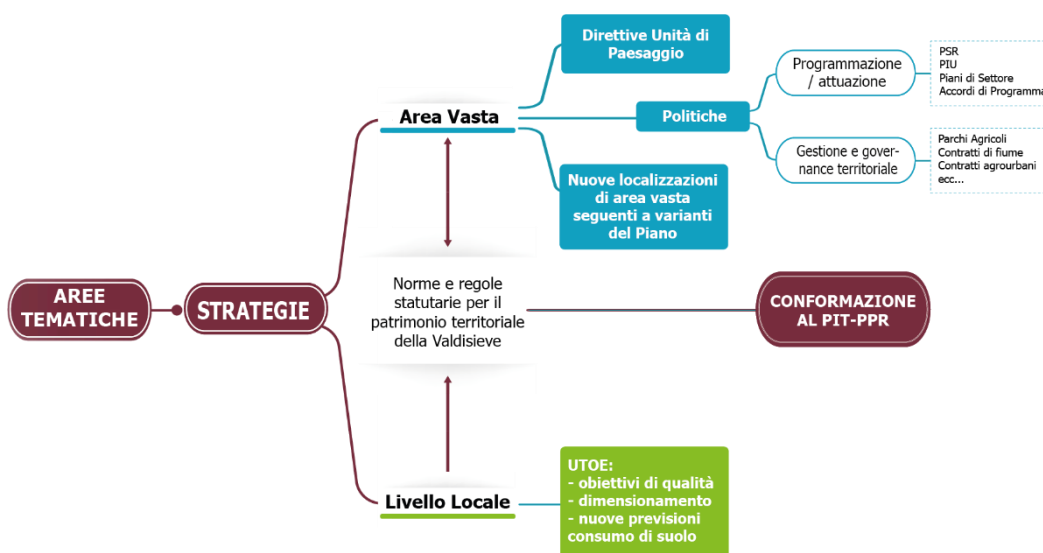 Direttive Unità di
Paesaggio
Programmazione
/ attuazione
PSR
PIU
Piani di Settore
Accordi di Programma
Area Vasta
Politiche
Gestione e gover-
nance territoriale
Parchi Agricoli
Contratti di fiume
Contratti agrourbani
ecc...
Nuove localizzazioni
di area vasta
seguenti a varianti
del Piano
AREE
TEMATICHE
STRATEGIE
Norme e regole
statutarie per il
patrimonio territoriale
della Valdisieve
CONFORMAZIONE
AL PIT-PPR
Livello Locale
UTOE:
- obiettivi di qualità
- dimensionamento
- nuove previsioni
consumo di suolo